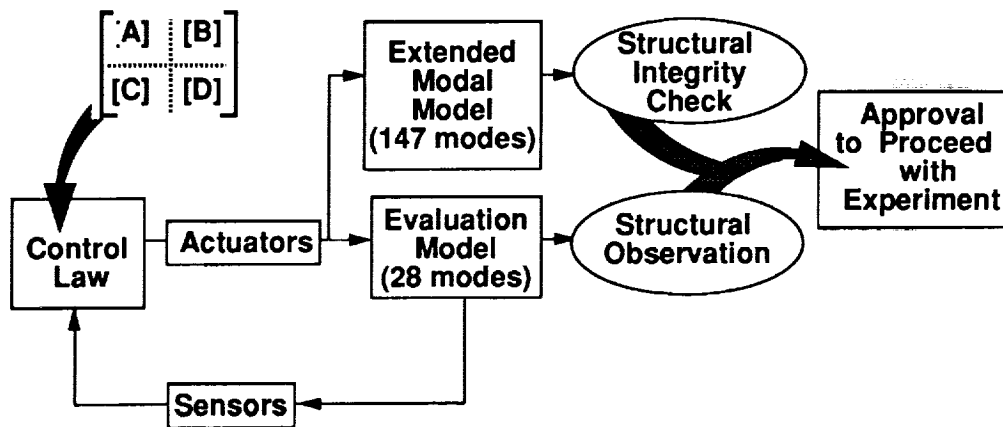 [A] [B]
[C] [D]
Extended
Modal
Model
(147 modes)
Structural
Integrity
Check
Approval
to Proceed
with
Experiment
Control
Law
Actuators
Evaluation
Model
(28 modes)
Structural
Observation
Sensors